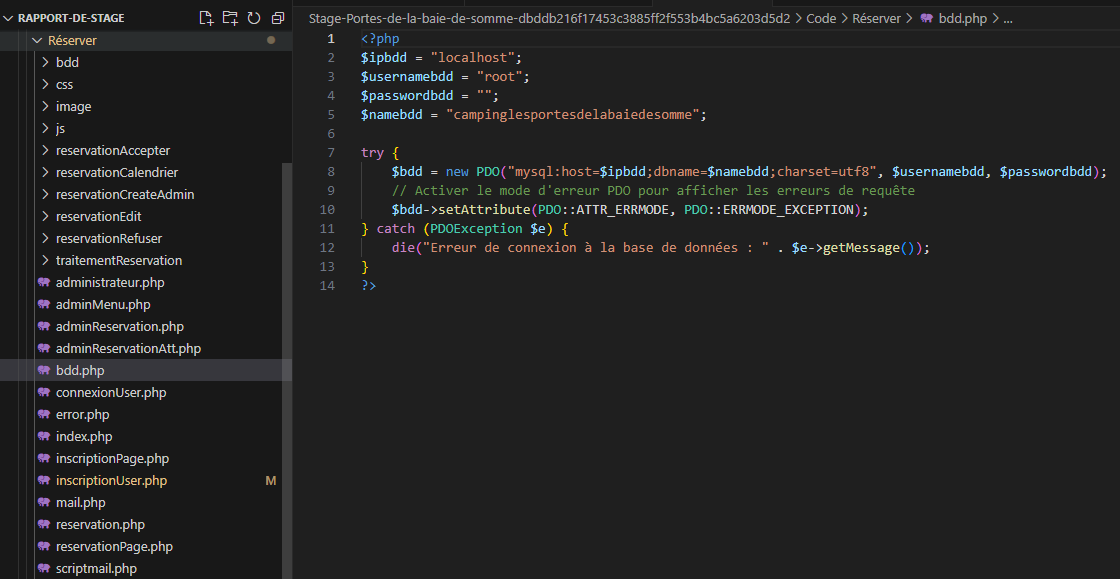 RAPPORT-DE-STAGE
Réserver
bdd
css
image
js
reservationAccepter
reservationCalendrier
reservationCreateAdmin
reservationEdit
reservationRefuser
traitementReservation
administrateur.php
adminMenu.php
adminReservation.php
adminReservationAtt.php
bdd.php
connexionUser.php
error.php
index.php
inscriptionPage.php
inscriptionUser.php M
mail.php
reservation.php
reservationPage.php
scriptmail.php
Stage-Portes-de-la-baie-de-somme-dbddb216f17453c3885ff2f553b4bc5a6203d5d2 > Code > Réserver > bdd.php > ...
1 <?php
2 $ipbdd = "localhost";
3 $usernamebdd = "root";
4 $passwordbdd = "";
5 $namebdd = "campinglesportesdelabaiedesomme";
6
7 try {
8 $bdd = new PDO("mysql:host=$ipbdd;dbname=$namebdd;charset=utf8", $usernamebdd, $passwordbdd);
9 // Activer le mode d'erreur PDO pour afficher les erreurs de requête
10 $bdd->setAttribute(PDO::ATTR_ERRMODE, PDO::ERRMODE_EXCEPTION);
11 } catch (PDOException $e) {
12 die("Erreur de connexion à la base de données : " . $e->getMessage());
13 }
14 ?>